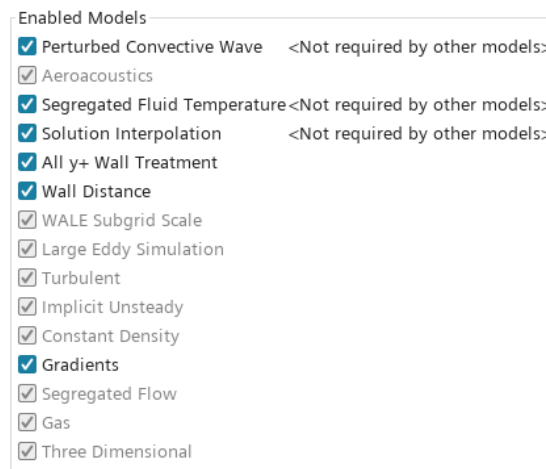 Enabled Models
Perturbed Convective Wave <Not required by other models>
Aeroacoustics
Segregated Fluid Temperature <Not required by other models>
Solution Interpolation <Not required by other models>
All y+ Wall Treatment
Wall Distance
WALE Subgrid Scale
Large Eddy Simulation
Turbulent
Implicit Unsteady
Constant Density
Gradients
Segregated Flow
Gas
Three Dimensional